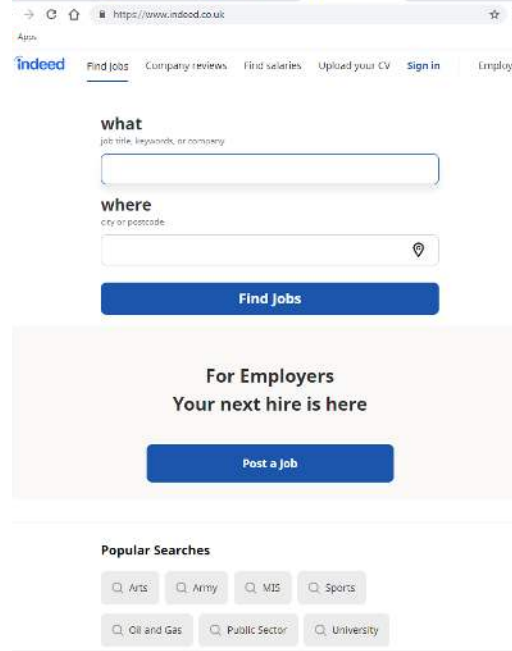 https://www.indeed.co.uk
Apps
indeed Find Jobs Company reviews Find salaries Upload your CV Sign in Employ
what
job title, keywords, or company
where
city or postcode
Find Jobs
For Employers
Your next hire is here
Post a Job
Popular Searches
Arts Army MIS Sports
Oil and Gas Public Sector University